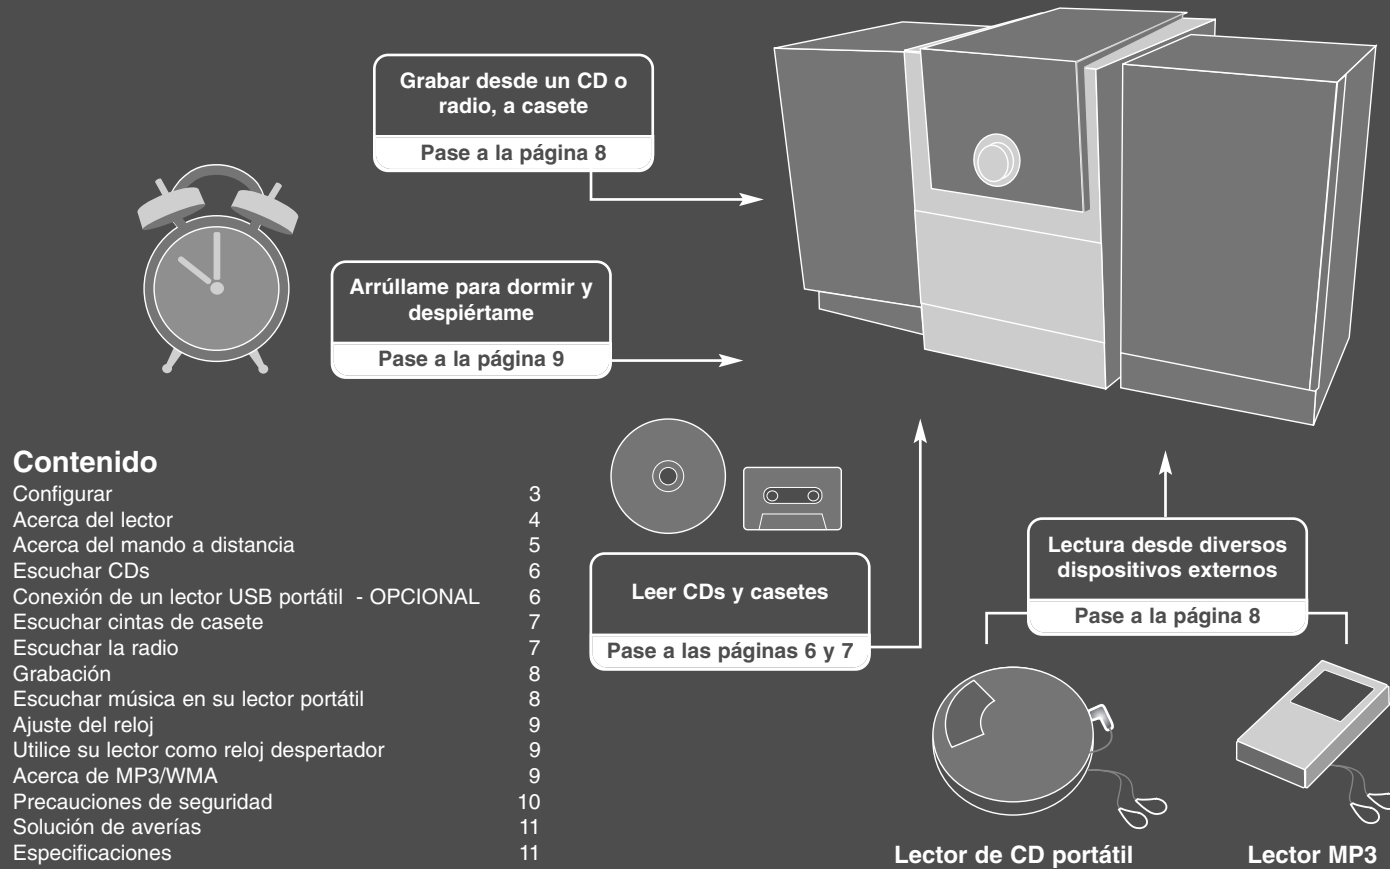 Grabar desde un CD o
radio, a casete
Pase a la página 8
Arrúllame para dormir y
despiértame
Pase a la página 9
Contenido
Configurar 3
Acerca del lector 4
Acerca del mando a distancia 5
Escuchar CDs 6
Conexión de un lector USB portátil - OPCIONAL 6
Escuchar cintas de casete 7
Escuchar la radio 7
Grabación 8
Escuchar música en su lector portátil 8
Ajuste del reloj 9
Utilice su lector como reloj despertador 9
Acerca de MP3/WMA 9
Precauciones de seguridad 10
Solución de averías 11
Especificaciones 11
Leer CDs y casetes
Pase a las páginas 6 y 7
Lectura desde diversos
dispositivos externos
Pase a la página 8
Lector de CD portátil
Lector MP3